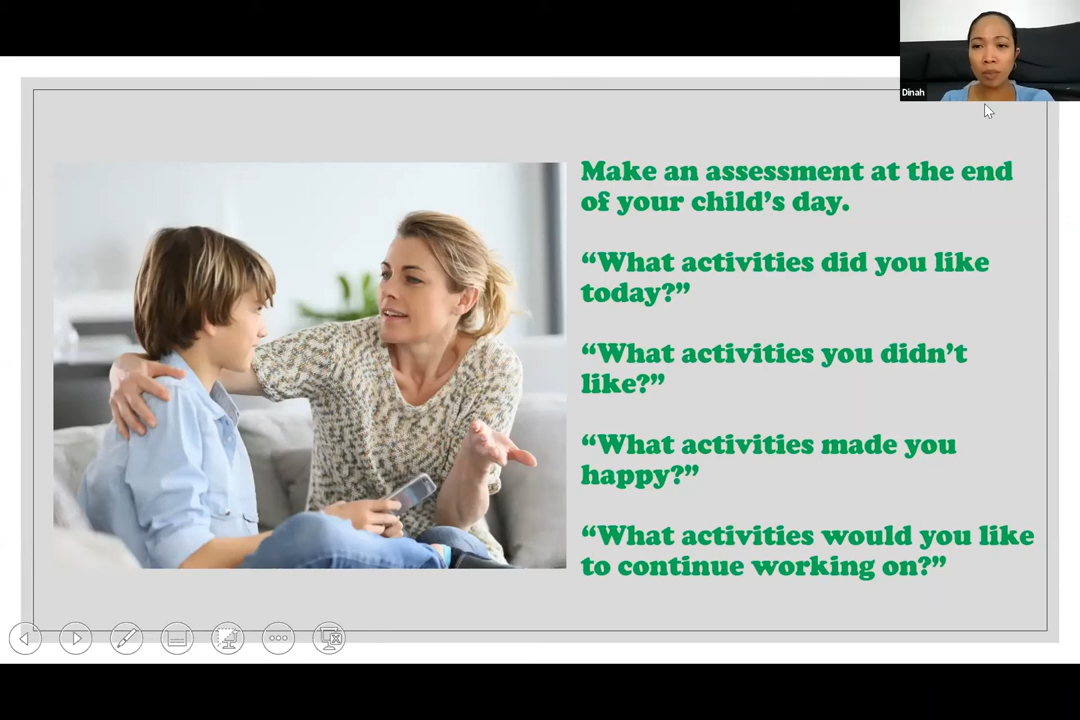 Dinah
Make an assessment at the end
of your child’s day.
“What activities did you like
today?”
“What activities you didn’t
like?”
“What activities made you
happy?”
“What activities would you like
to continue working on?”